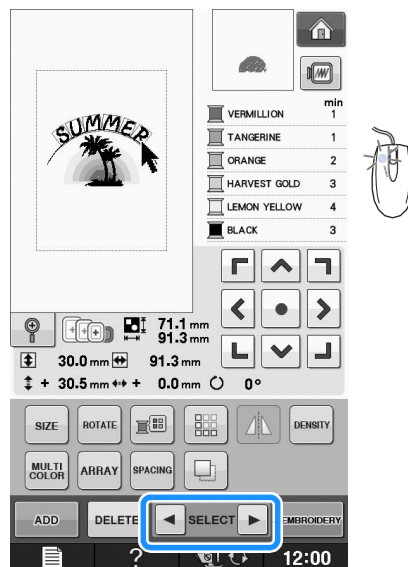 SUMMER
min
VERMILLION 1
TANGERINE 1
ORANGE 2
HARVEST GOLD 3
LEMON YELLOW 4
BLACK 3
71.1 mm
91.3 mm
30.0 mm 91.3 mm
+ 30.5 mm + 0.0 mm 0°
SIZE ROTATE DENSITY
MULTI COLOR ARRAY SPACING
ADD DELETE SELECT EMBROIDERY
? 12:00